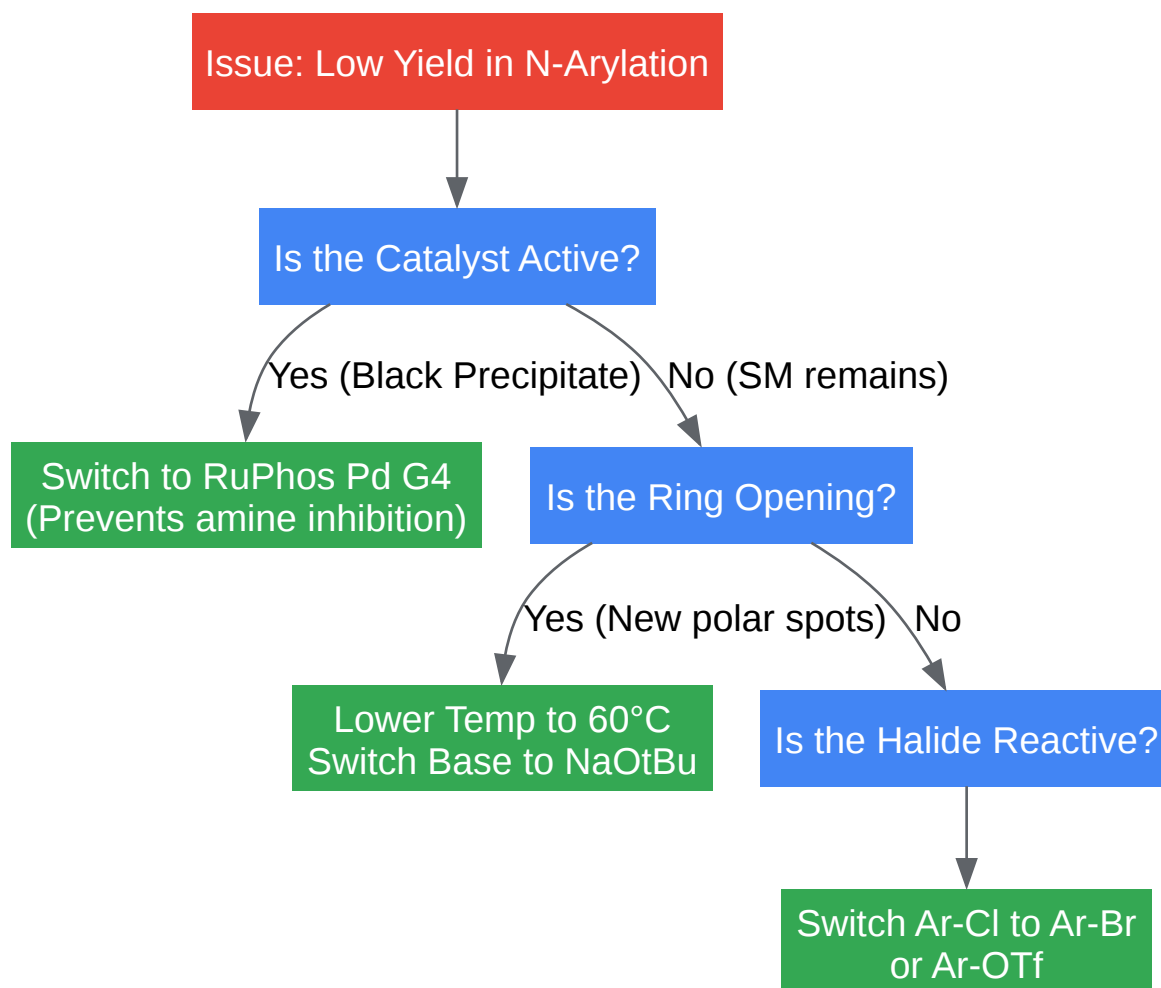 Issue: Low Yield in N-Arylation
Is the Catalyst Active?
Yes (Black Precipitate)
No (SM remains)
Switch to RuPhos Pd G4
(Prevents amine inhibition)
Is the Ring Opening?
Yes (New polar spots)
No
Lower Temp to 60°C
Switch Base to NaOtBu
Is the Halide Reactive?
Switch Ar-Cl to Ar-Br
or Ar-OTf